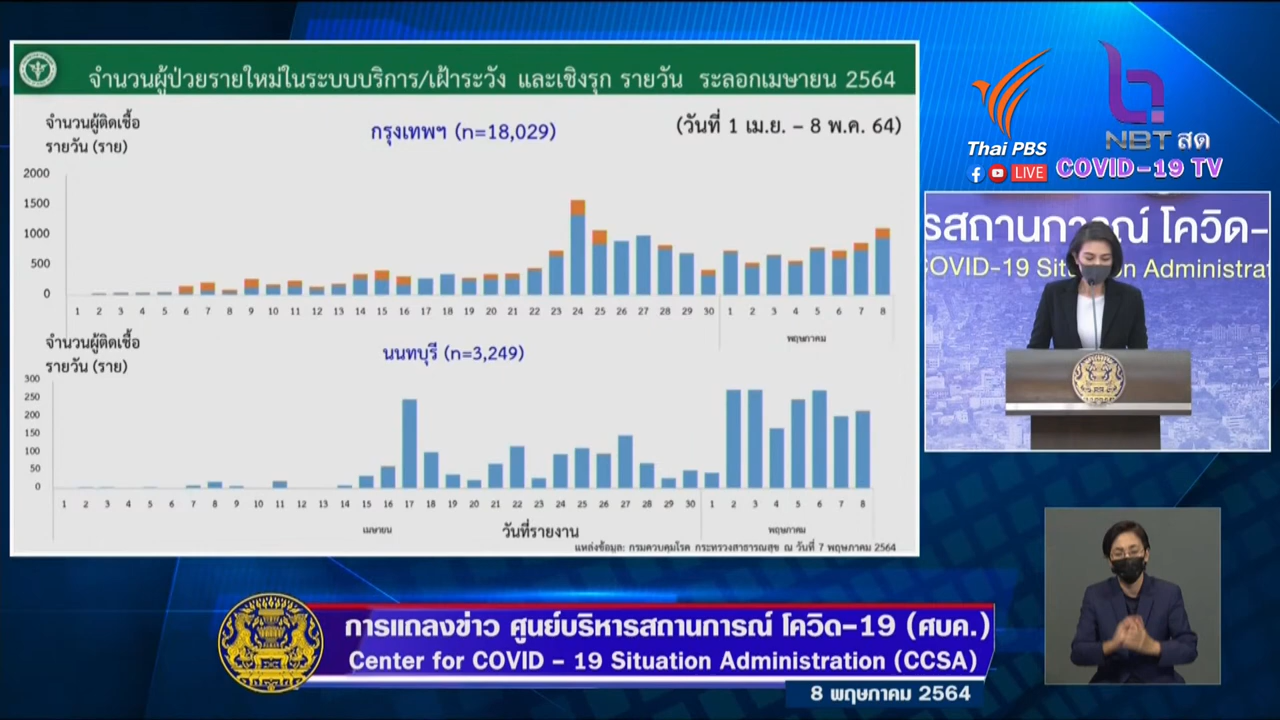 จำนวนผู้ป่วยรายใหม่ในระบบบริการ/เฝ้าระวัง และเชิงรุก รายวัน ระลอกเมษายน 2564
จำนวนผู้ติดเชื้อ
รายวัน (ราย)
กรุงเทพฯ (n=18,029)
(วันที่ 1 เม.ย. – 8 พ.ค. 64)
2000
1500
1000
500
0
1 2 3 4 5 6 7 8 9 10 11 12 13 14 15 16 17 18 19 20 21 22 23 24 25 26 27 28 29 30 1 2 3 4 5 6 7 8
พฤษภาคม
จำนวนผู้ติดเชื้อ
รายวัน (ราย)
นนทบุรี (n=3,249)
300
250
200
150
100
50
0
1 2 3 4 5 6 7 8 9 10 11 12 13 14 15 16 17 18 19 20 21 22 23 24 25 26 27 28 29 30 1 2 3 4 5 6 7 8
เมษายน
วันที่รายงาน
พฤษภาคม
แหล่งข้อมูล: กรมควบคุมโรค กระทรวงสาธารณสุข ณ วันที่ 7 พฤษภาคม 2564
Thai PBS
LIVE
NBT สด
COVID-19 TV
รสถานการณ์ โควิด-
COVID-19 Situation Administrat
การแถลงข่าว ศูนย์บริหารสถานการณ์ โควิด-19 (ศบค.)
Center for COVID – 19 Situation Administration (CCSA)
8 พฤษภาคม 2564